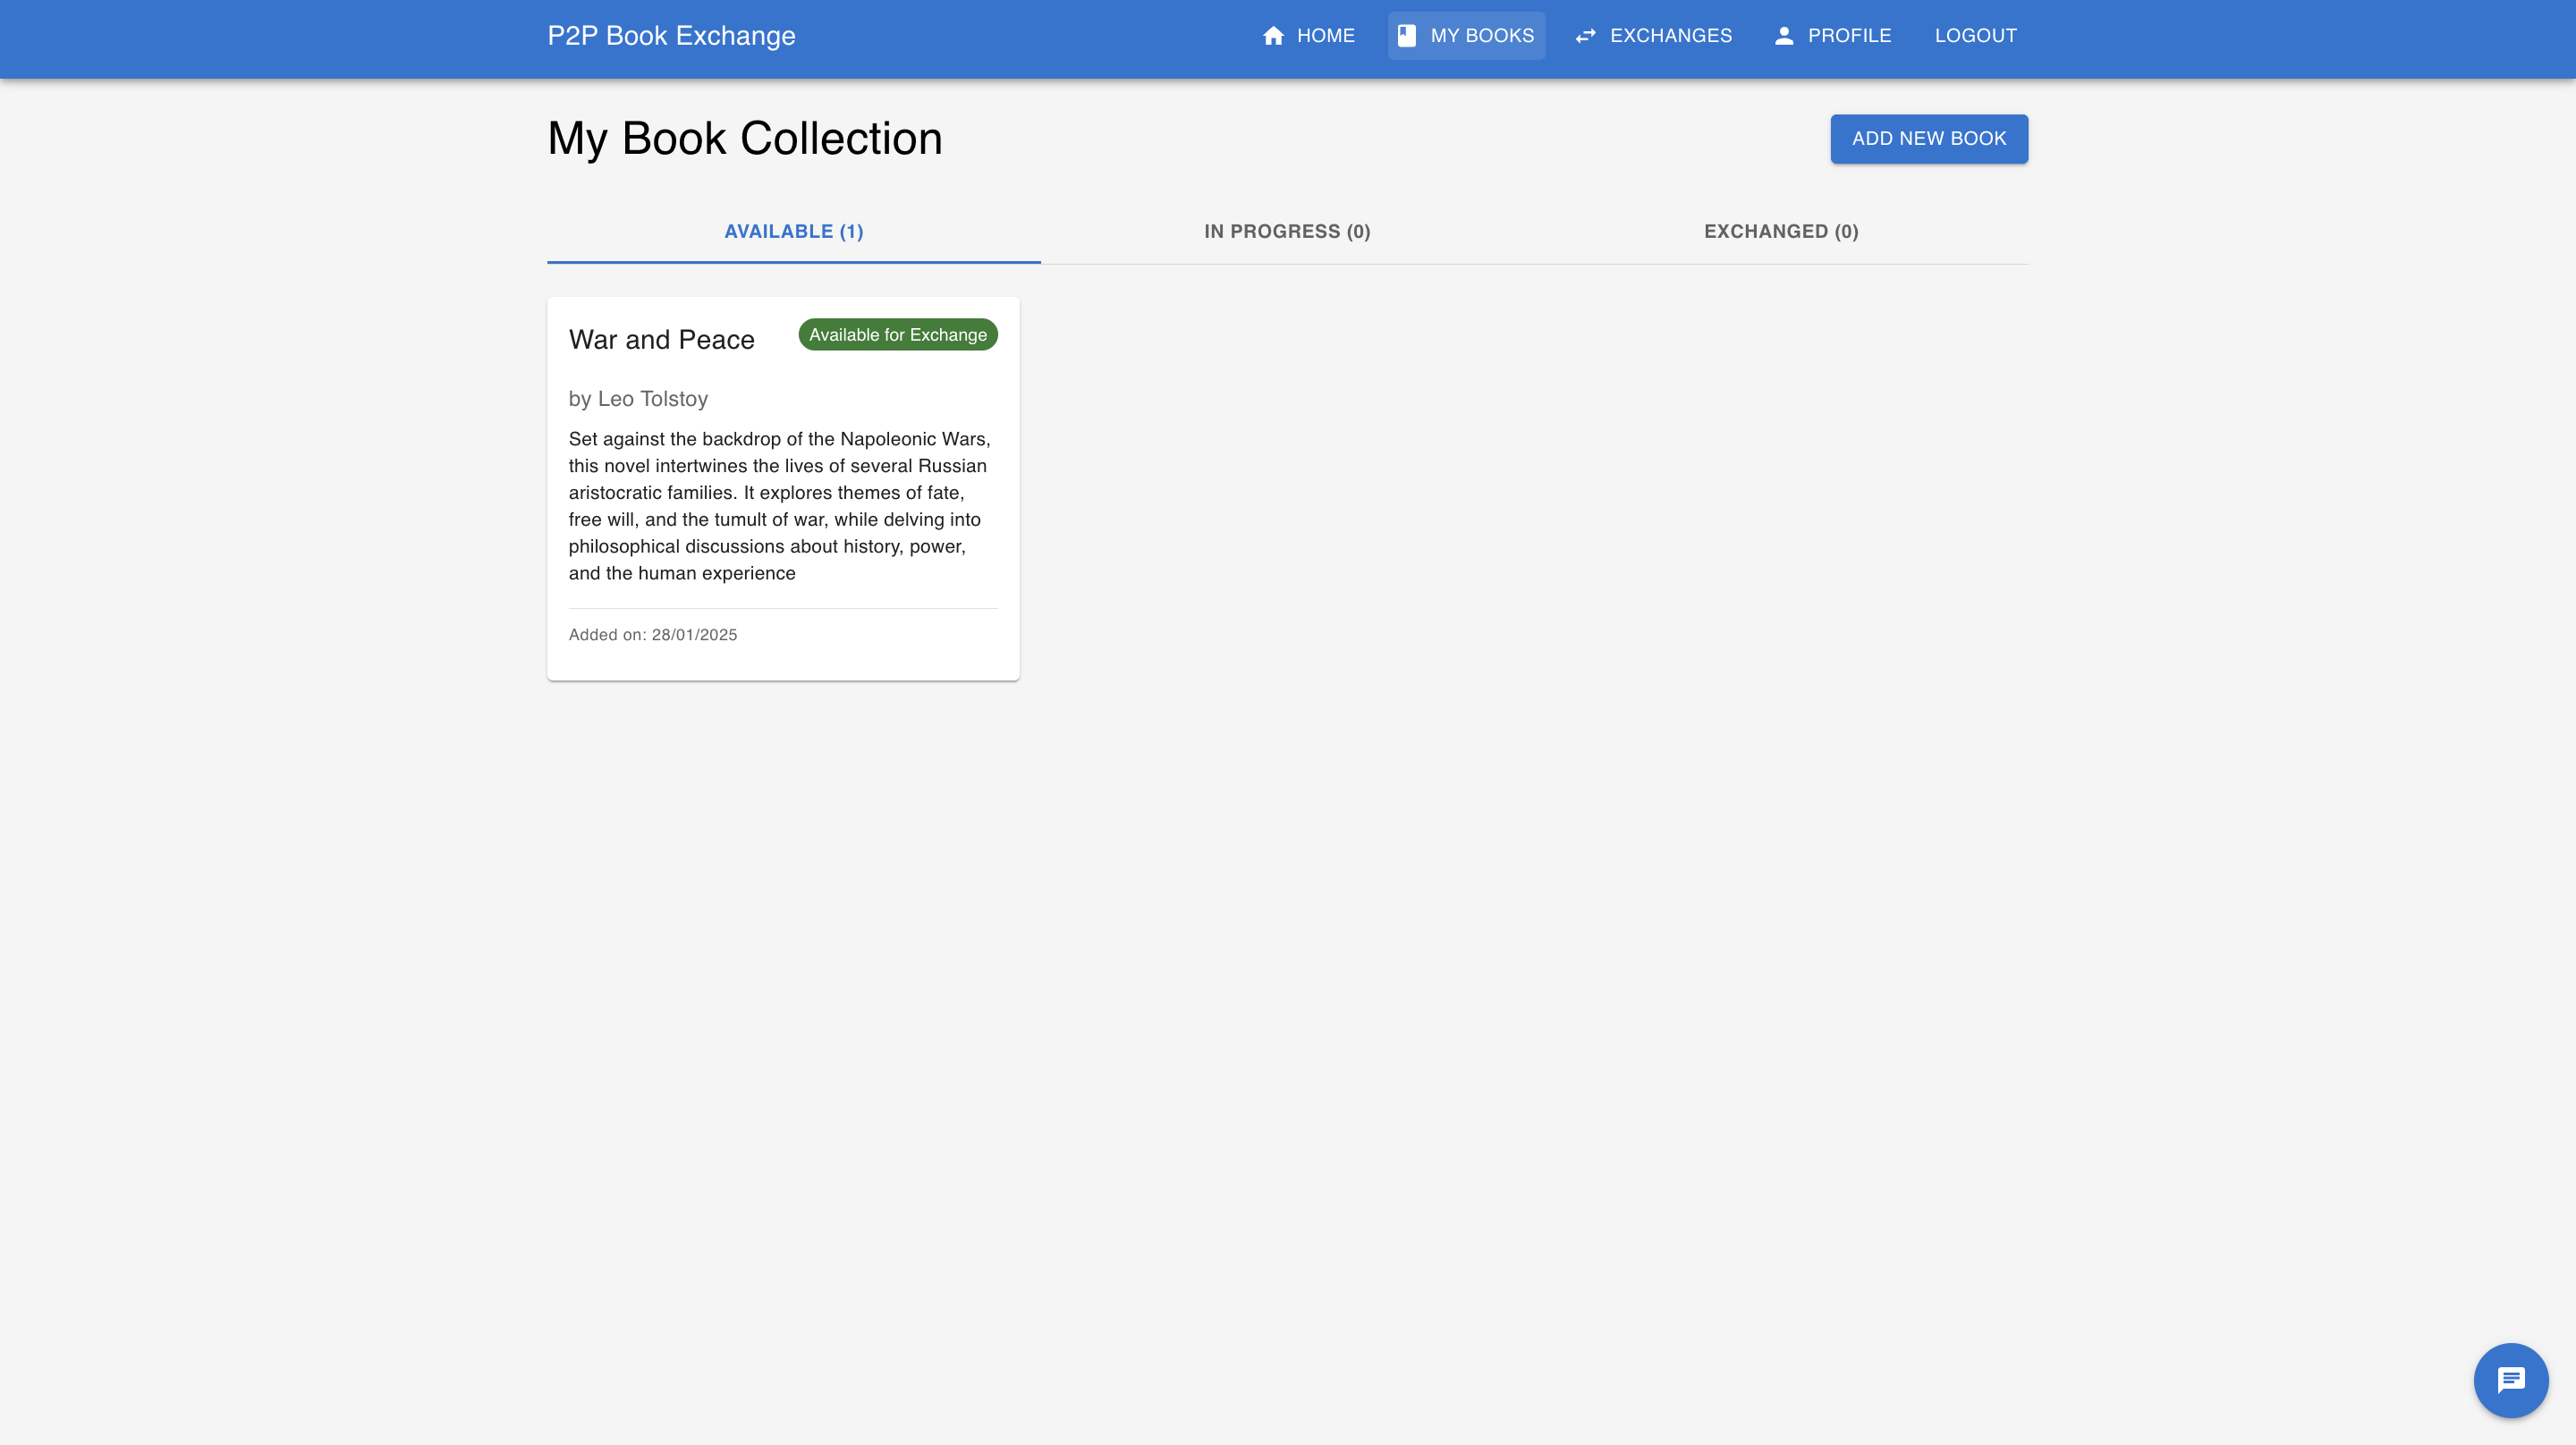 P2P Book Exchange
HOME
MY BOOKS
EXCHANGES
PROFILE
LOGOUT
My Book Collection
ADD NEW BOOK
AVAILABLE (1)
IN PROGRESS (0)
EXCHANGED (0)
War and Peace
Available for Exchange
by Leo Tolstoy
Set against the backdrop of the Napoleonic Wars,
this novel intertwines the lives of several Russian
aristocratic families. It explores themes of fate,
free will, and the tumult of war, while delving into
philosophical discussions about history, power,
and the human experience
Added on: 28/01/2025